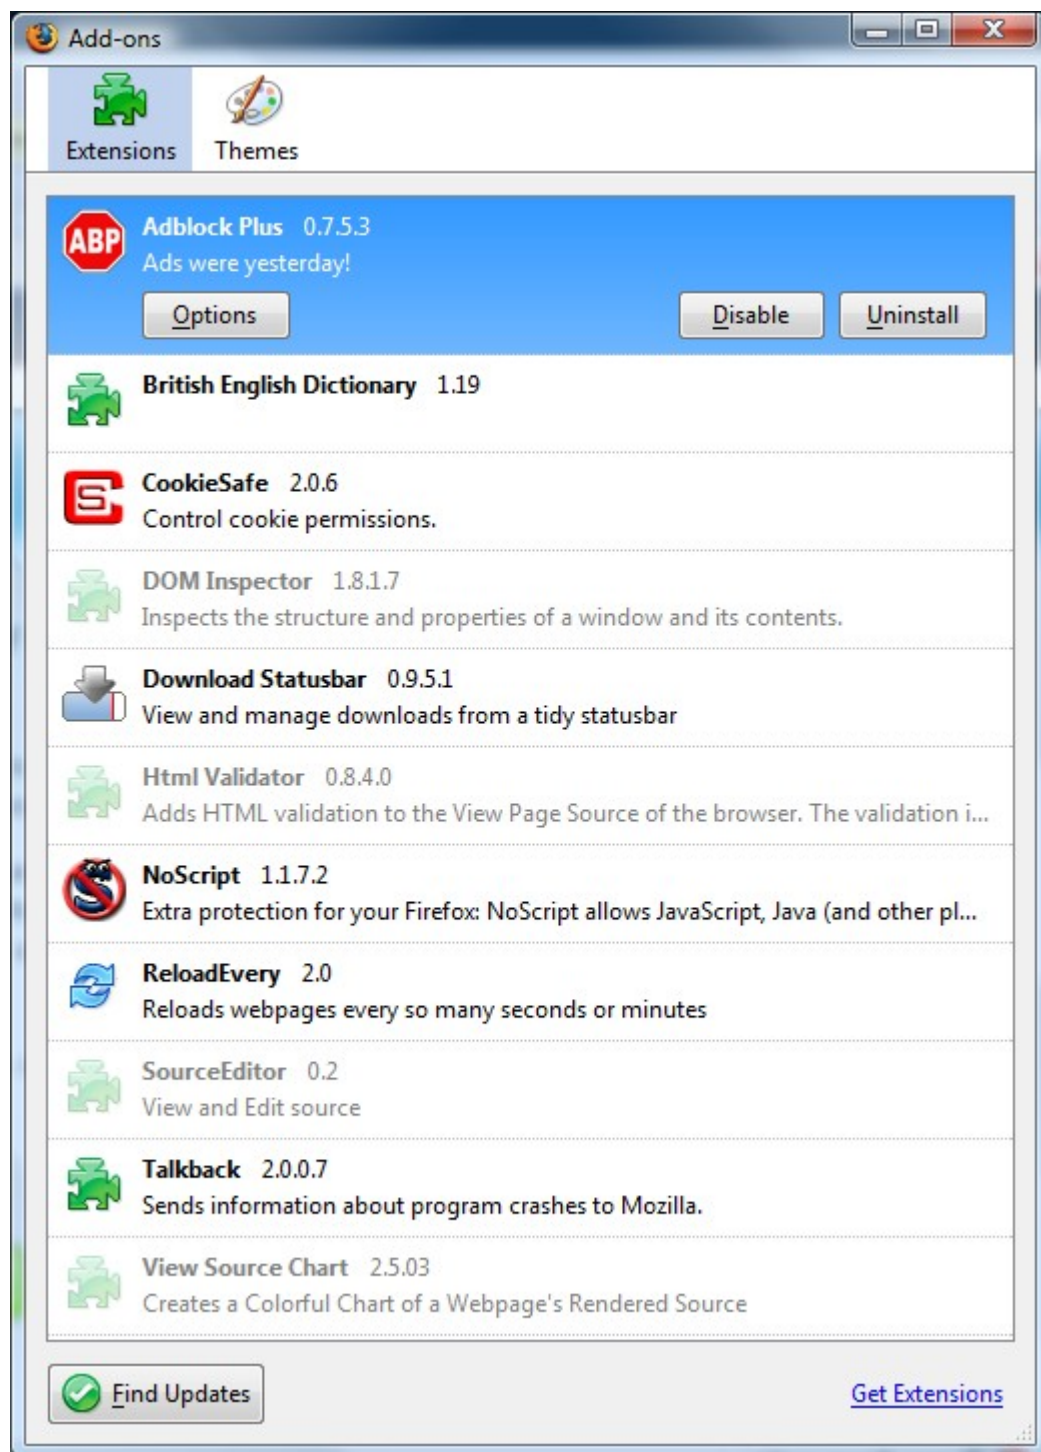 Add-ons
Extensions Themes
ABP
Adblock Plus 0.7.5.3
Ads were yesterday!
Options Disable Uninstall
British English Dictionary 1.19
CookieSafe 2.0.6
Control cookie permissions.
DOM Inspector 1.8.1.7
Inspects the structure and properties of a window and its contents.
Download Statusbar 0.9.5.1
View and manage downloads from a tidy statusbar
Html Validator 0.8.4.0
Adds HTML validation to the View Page Source of the browser. The validation i...
NoScript 1.1.7.2
Extra protection for your Firefox: NoScript allows JavaScript, Java (and other pl...
ReloadEvery 2.0
Reloads webpages every so many seconds or minutes
SourceEditor 0.2
View and Edit source
Talkback 2.0.0.7
Sends information about program crashes to Mozilla.
View Source Chart 2.5.03
Creates a Colorful Chart of a Webpage's Rendered Source
Find Updates Get Extensions